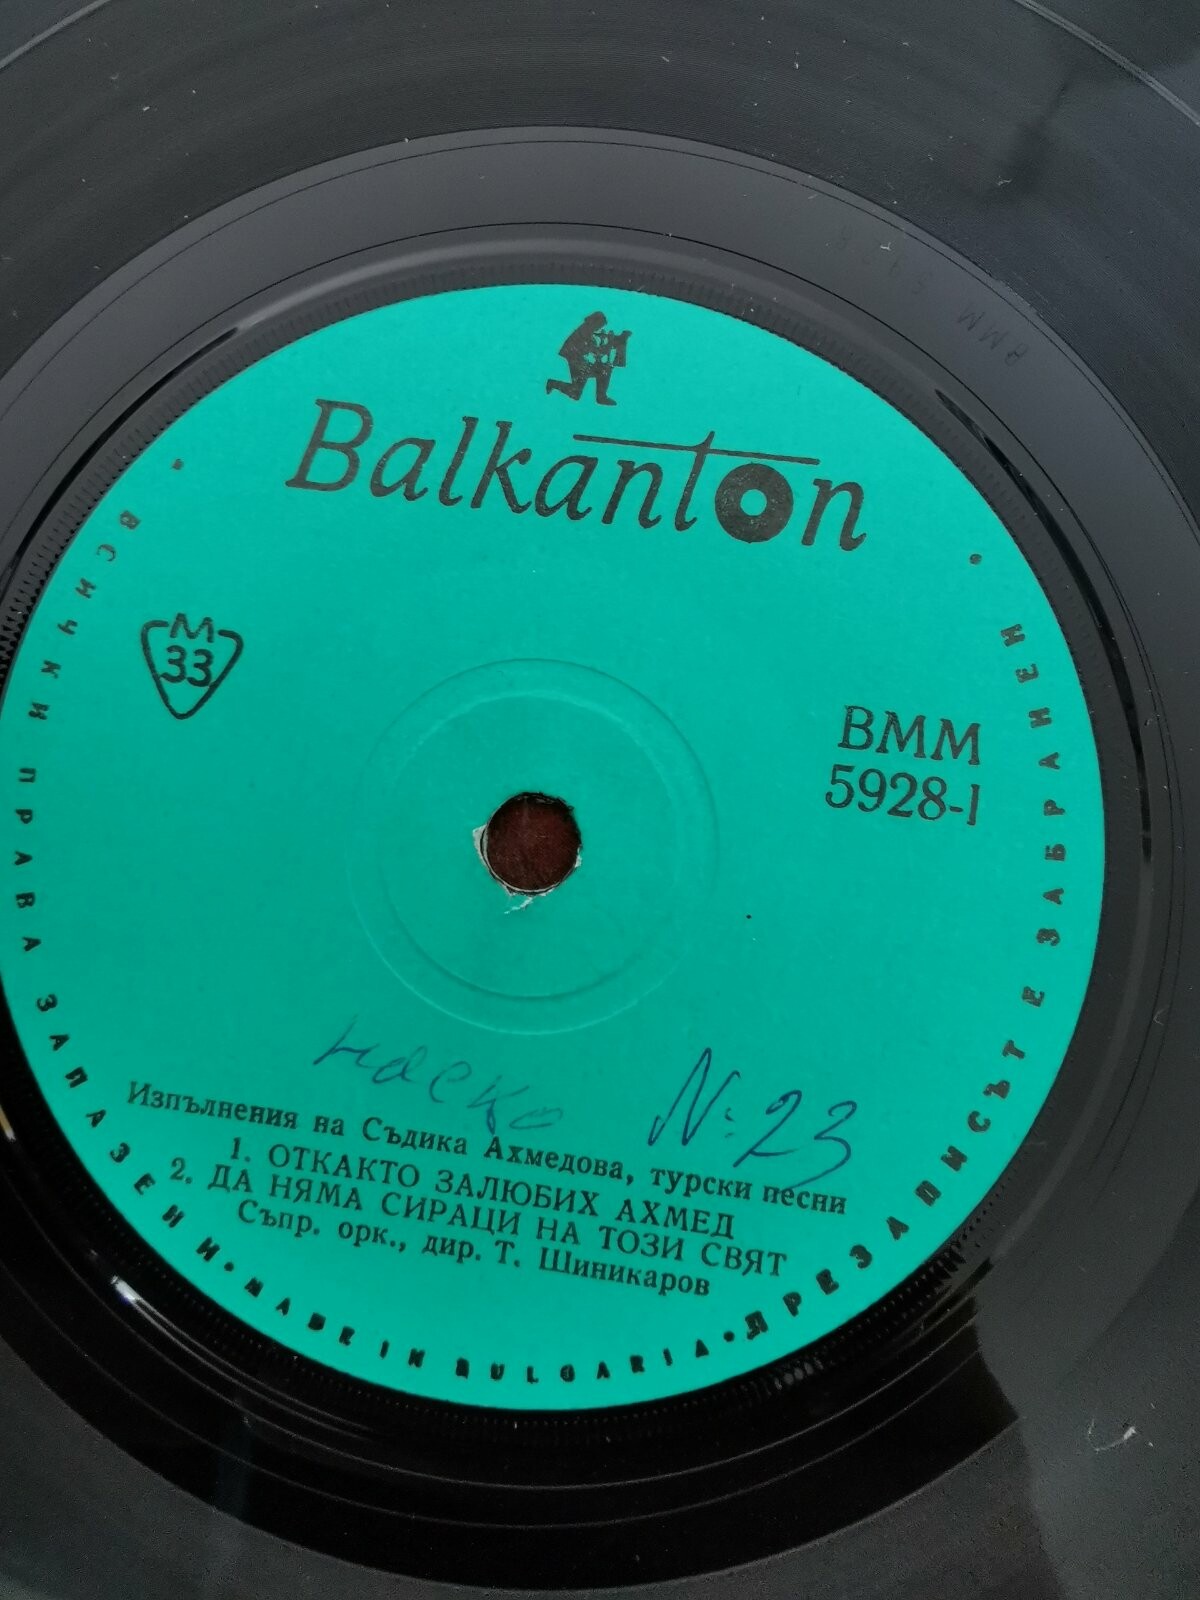 Balkanton
M
33
BMM
5928-1
наско N: 23
Изпълнения на Съдика Ахмедова, турски песни
1. ОТКАКТО ЗАЛЮБИХ АХМЕД
2. ДА НЯМА СИРАЦИ НА ТОЗИ СВЯТ
Съпр. орк., дир. Т. Шиникаров
• ВСИЧКИ ПРАВА ЗАПАЗЕНИ • MADE IN BULGARIA • ПРЕЗАПИСЪТ Е ЗАБРАНЕН •